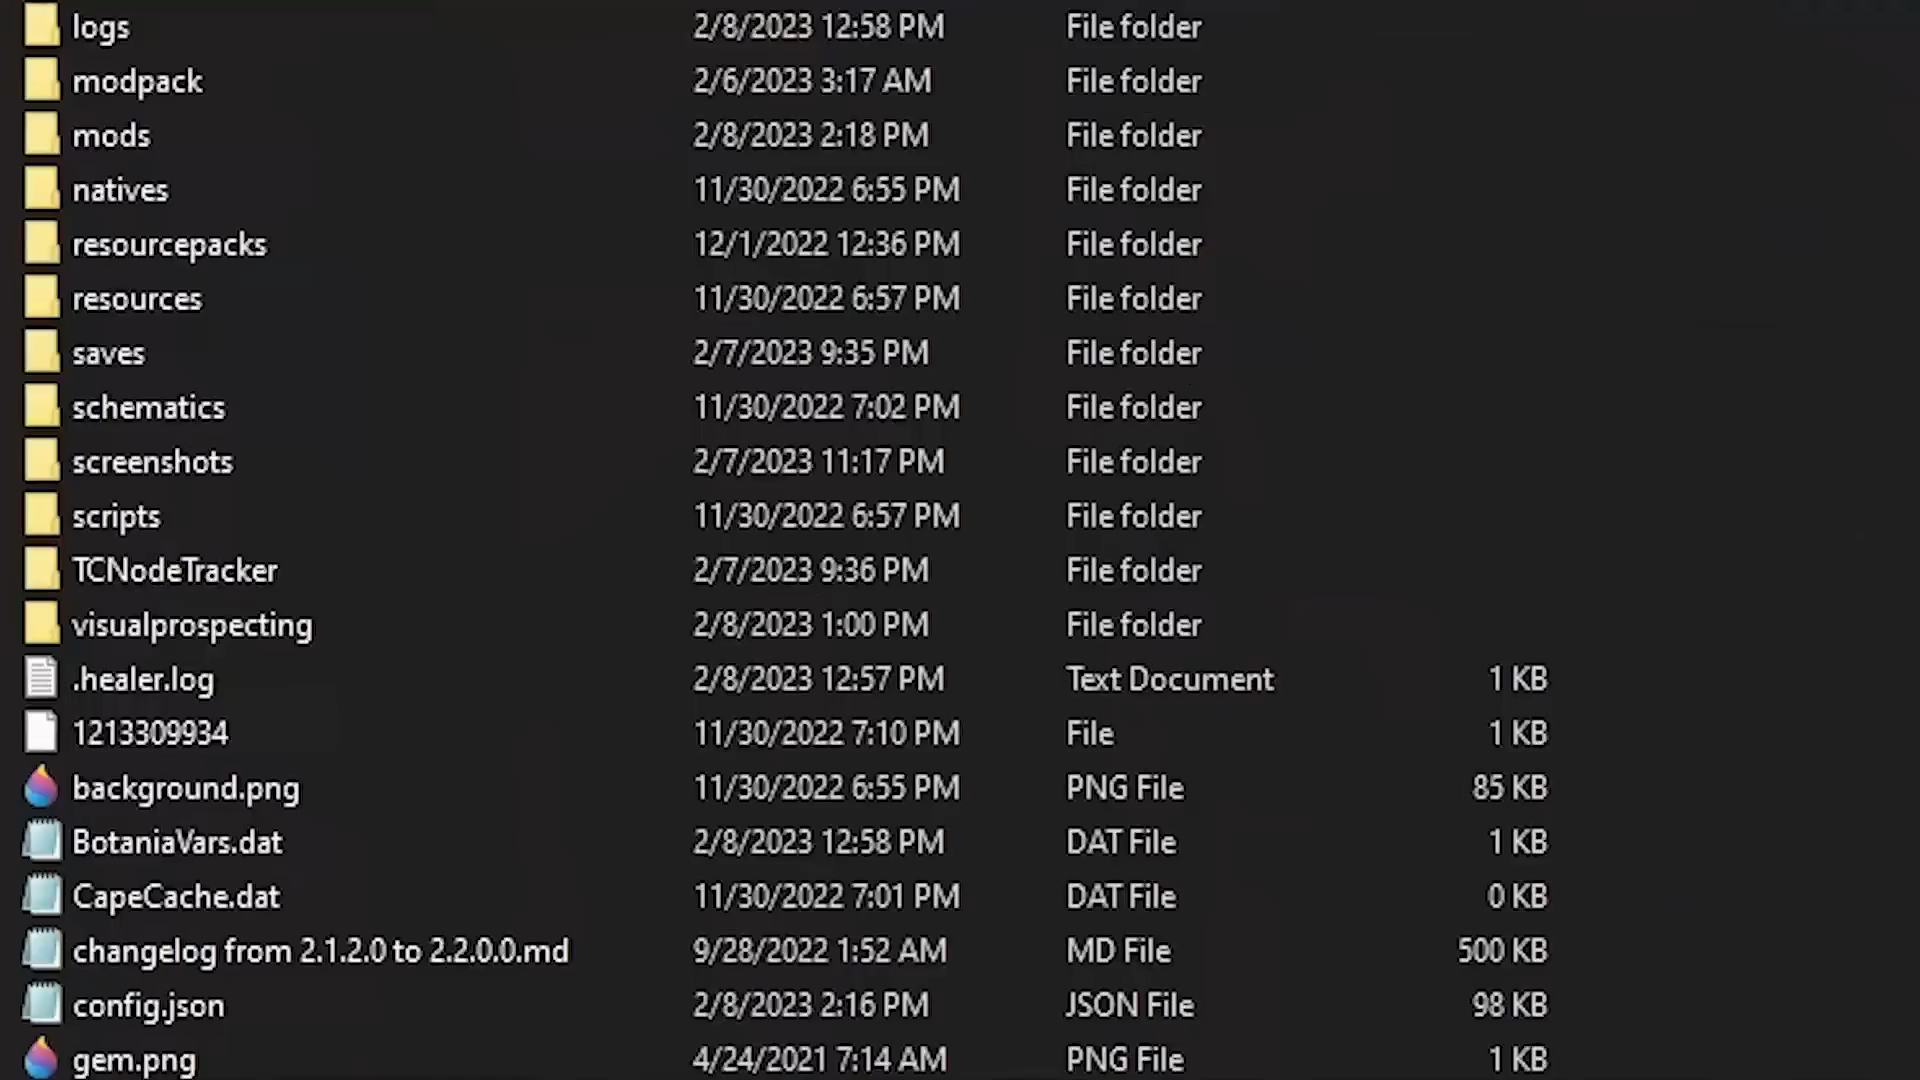 logs 2/8/2023 12:58 PM File folder
modpack 2/6/2023 3:17 AM File folder
mods 2/8/2023 2:18 PM File folder
natives 11/30/2022 6:55 PM File folder
resourcepacks 12/1/2022 12:36 PM File folder
resources 11/30/2022 6:57 PM File folder
saves 2/7/2023 9:35 PM File folder
schematics 11/30/2022 7:02 PM File folder
screenshots 2/7/2023 11:17 PM File folder
scripts 11/30/2022 6:57 PM File folder
TCNodeTracker 2/7/2023 9:36 PM File folder
visualprospecting 2/8/2023 1:00 PM File folder
.healer.log 2/8/2023 12:57 PM Text Document 1 KB
1213309934 11/30/2022 7:10 PM File 1 KB
background.png 11/30/2022 6:55 PM PNG File 85 KB
BotaniaVars.dat 2/8/2023 12:58 PM DAT File 1 KB
CapeCache.dat 11/30/2022 7:01 PM DAT File 0 KB
changelog from 2.1.2.0 to 2.2.0.0.md 9/28/2022 1:52 AM MD File 500 KB
config.json 2/8/2023 2:16 PM JSON File 98 KB
gem.png 4/24/2021 7:14 AM PNG File 1 KB